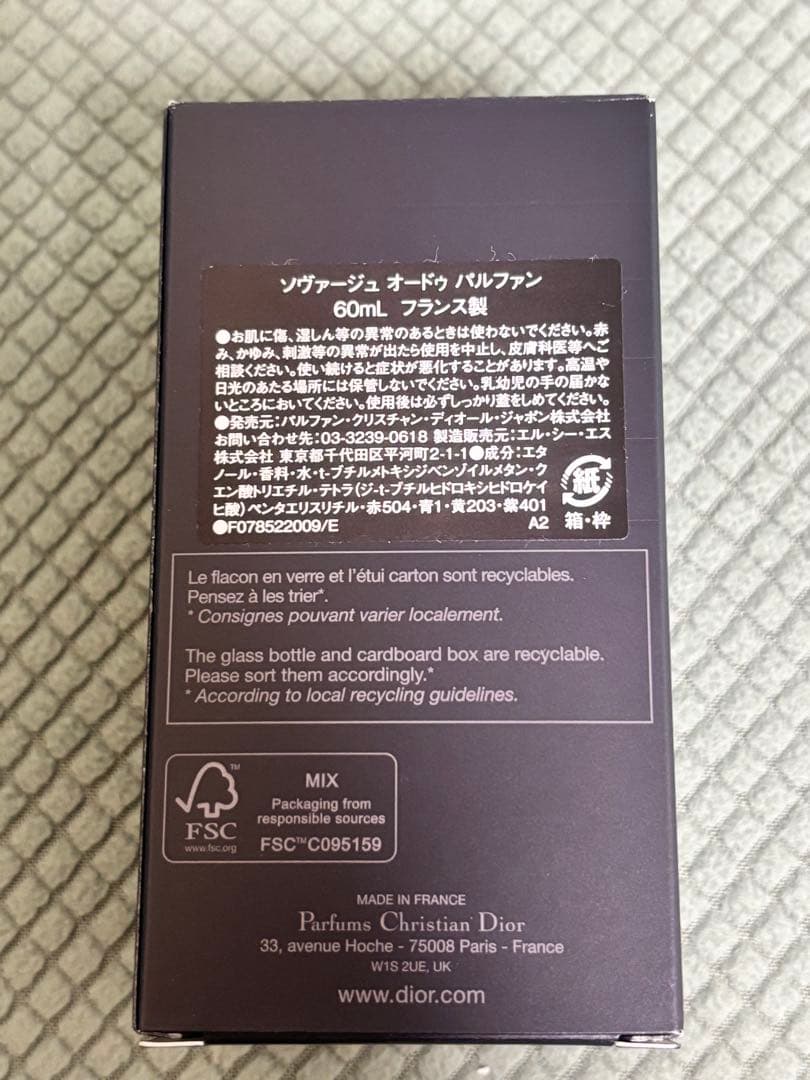 ソヴァージュ オードゥ パルファン
60mL フランス製
●お肌に傷、湿しん等の異常のあるときは使わないでください。赤
み、かゆみ、刺激等の異常が出たら使用を中止し、皮膚科医等へご
相談ください。使い続けると症状が悪化することがあります。高温や
日光のあたる場所には保管しないでください。乳幼児の手の届かな
いところにおいてください。使用後は必ずしっかり蓋をしめてください。
●発売元:パルファン・クリスチャン・ディオール・ジャポン株式会社
お問い合わせ先:03-3239-0618 製造販売元:エル・シー・エス
株式会社 東京都千代田区平河町2-1-1●成分:エタ
ノール・香料・水・t-ブチルメトキシジベンゾイルメタン・ク
エン酸トリエチル・テトラ(ジ-t-ブチルヒドロキシヒドロケイ
ヒ酸)ペンタエリスリチル・赤504・青1・黄203・紫401
●F078522009/E A2
紙
箱・枠
Le flacon en verre et l'étui carton sont recyclables.
Pensez à les trier*.
* Consignes pouvant varier localement.
The glass bottle and cardboard box are recyclable.
Please sort them accordingly.*
* According to local recycling guidelines.
FSC
www.fsc.org
MIX
Packaging from
responsible sources
FSC™ C095159
MADE IN FRANCE
Parfums Christian Dior
33, avenue Hoche - 75008 Paris - France
W1S 2UE, UK
www.dior.com